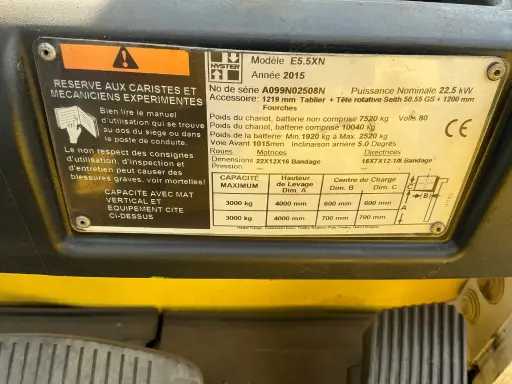 RESERVE AUX CARISTES ET
MECANICIENS EXPERIMENTES
Bien lire le manuel
d'utilisation qui se trouve
au dos du siege ou dans
le poste de conduite.
Le non respect des consignes
d'utilisation, d'inspection et
d'entretien peut causer des
blessures graves, voir mortelles!
CAPACITE AVEC MAT
VERTICAL ET
EQUIPEMENT CITE
CI-DESSUS
HYSTER
Modèle E5.5XN
Année 2015
No de série A099N02508N Puissance Nominale 22.5 kW
Accessoire: 1219 mm Tablier + Tête rotative Seith 50.55 GS + 1200 mm
Fourches
Poids du chariot, batterie non comprise 7520 kg Volts 80
Poids du chariot, batterie comprise 10040 kg
Poids de la batterie: Min 1920 kg à Max. 2520 kg
Voie Avant 1015mm Inclinaison arrière 5.0 Degrés
Roues Motrices Directrices
Dimensions 22X12X16 Bandage 18X7X12-1/8 Bandage
Pression
CE
CAPACITÉ MAXIMUM Hauteur de Levage Dim. A Centre de Charge Dim. B Dim. C
3000 kg 4000 mm 600 mm 600 mm
3000 kg 4000 mm 700 mm 700 mm
C
B
A